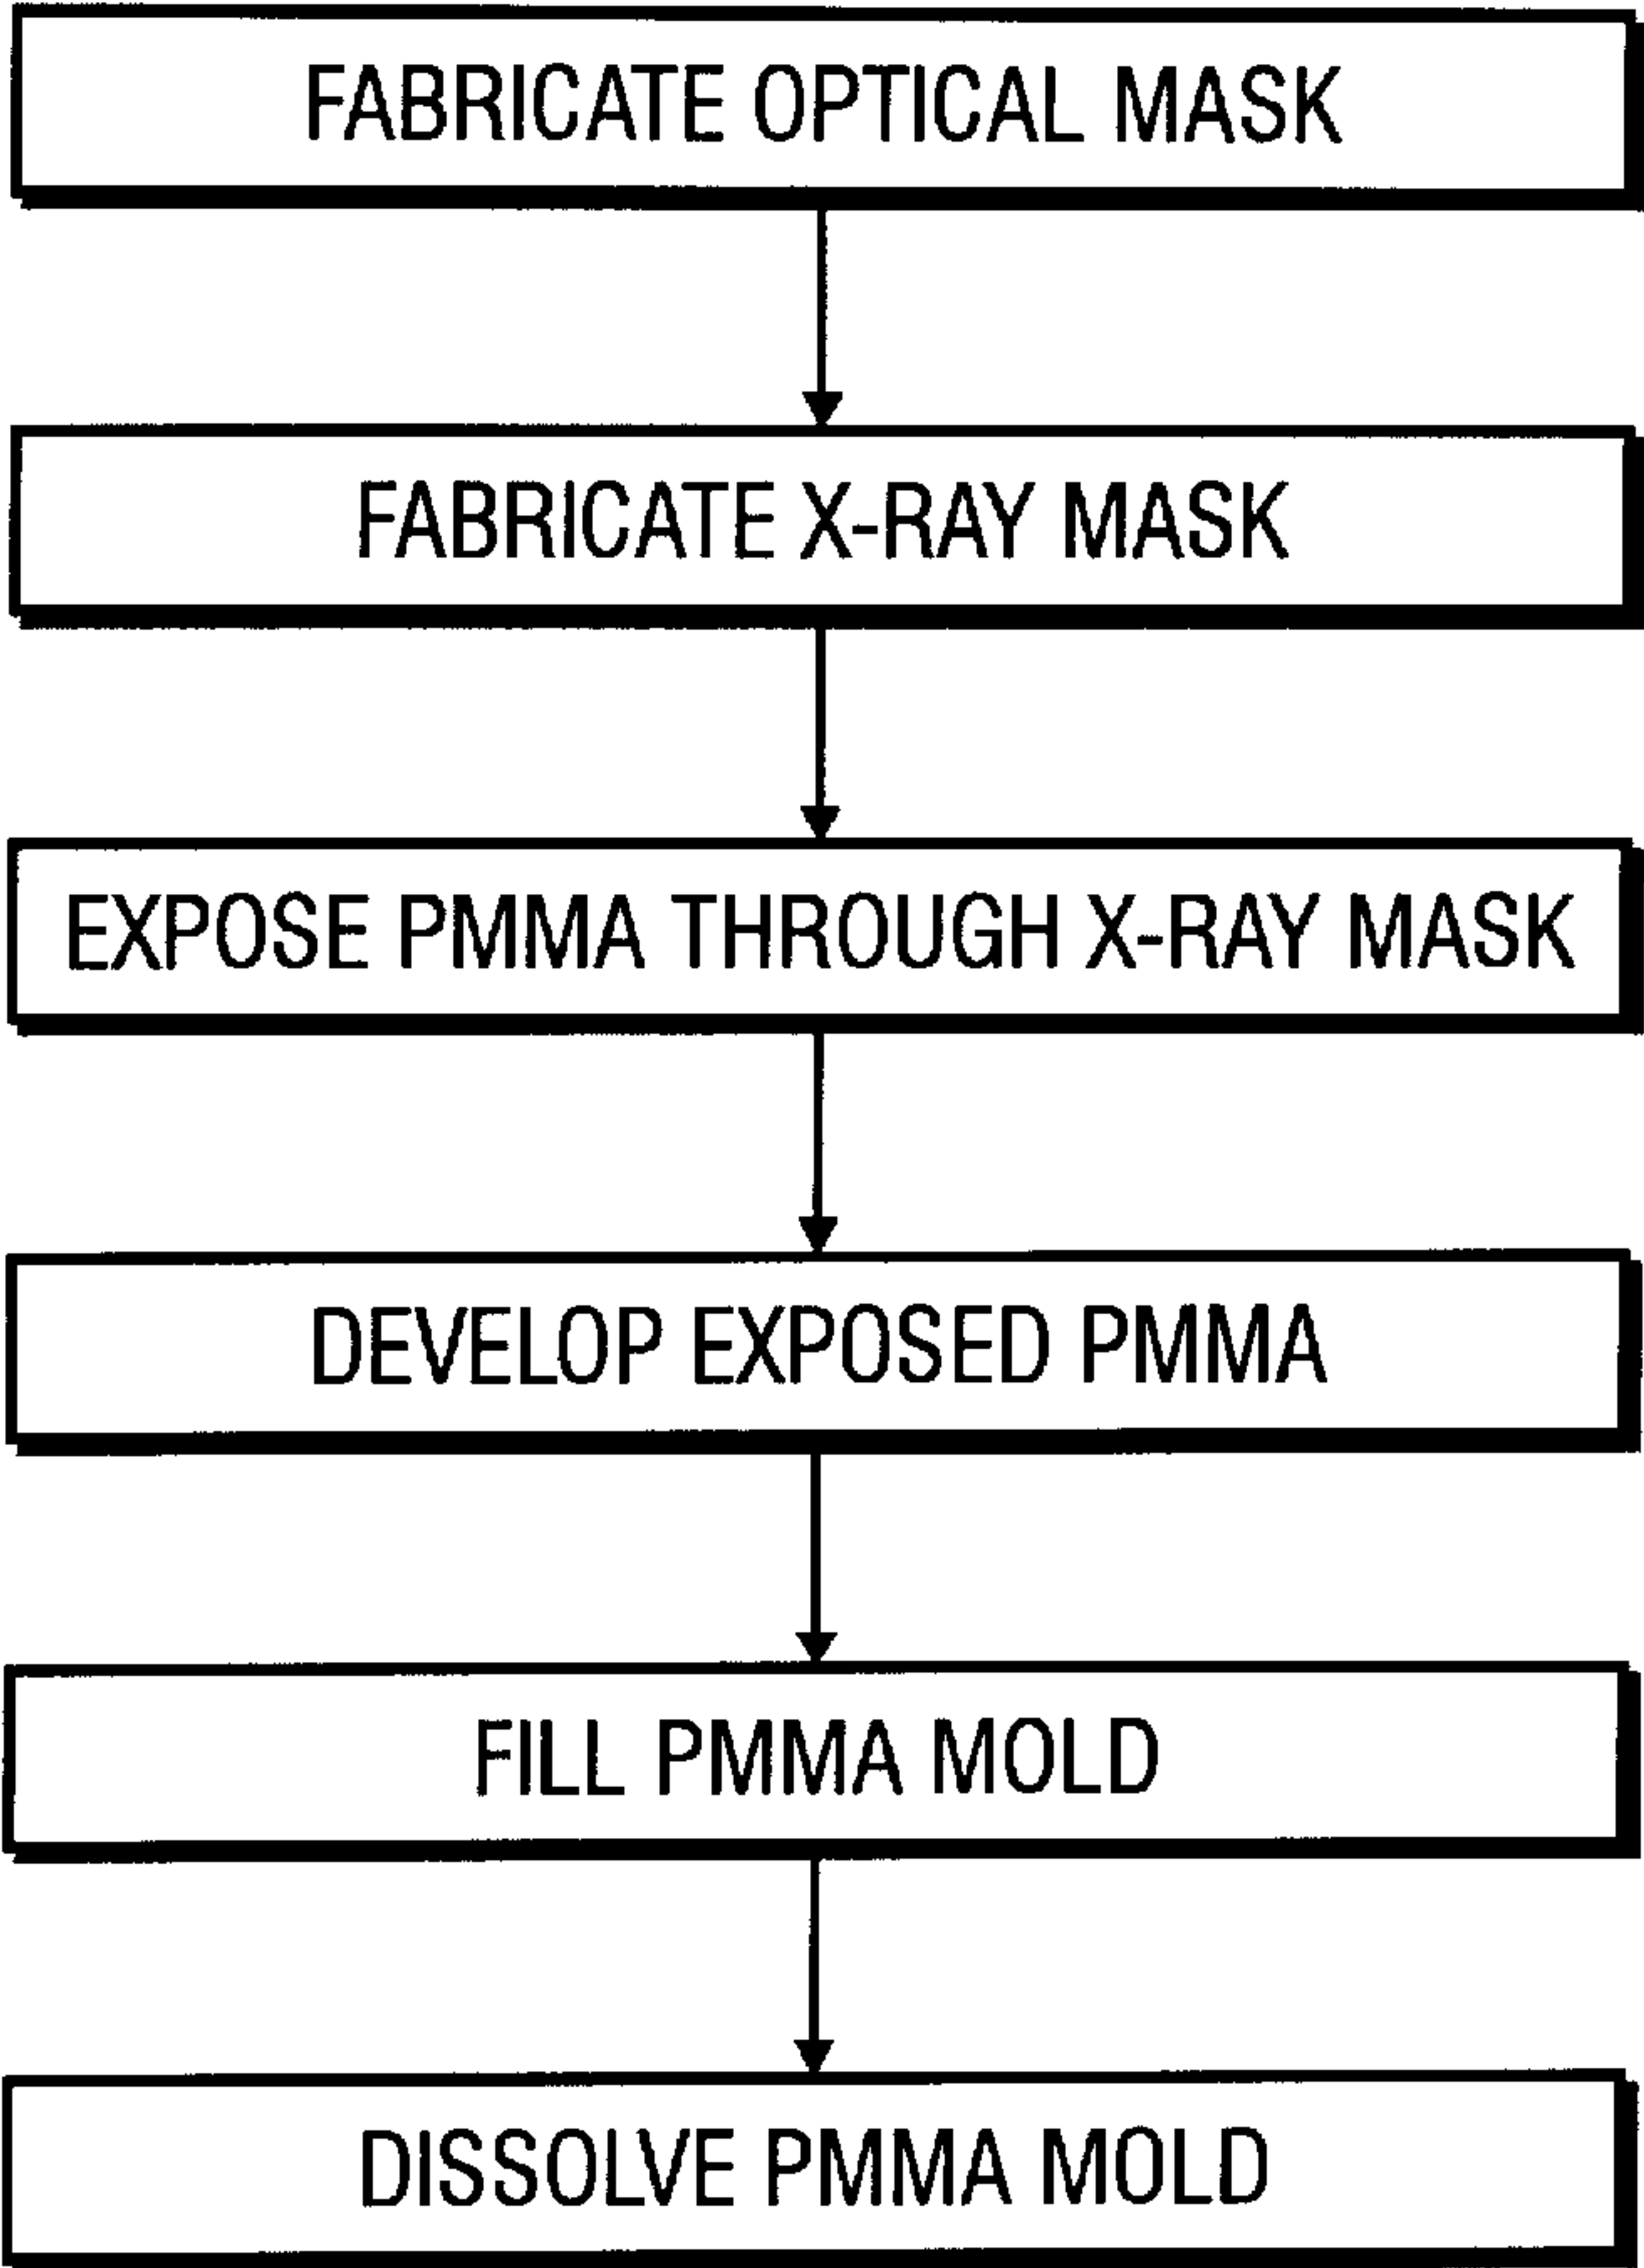 FABRICATE OPTICAL MASK
FABRICATE X-RAY MASK
EXPOSE PMMA THROUGH X-RAY MASK
DEVELOP EXPOSED PMMA
FILL PMMA MOLD
DISSOLVE PMMA MOLD